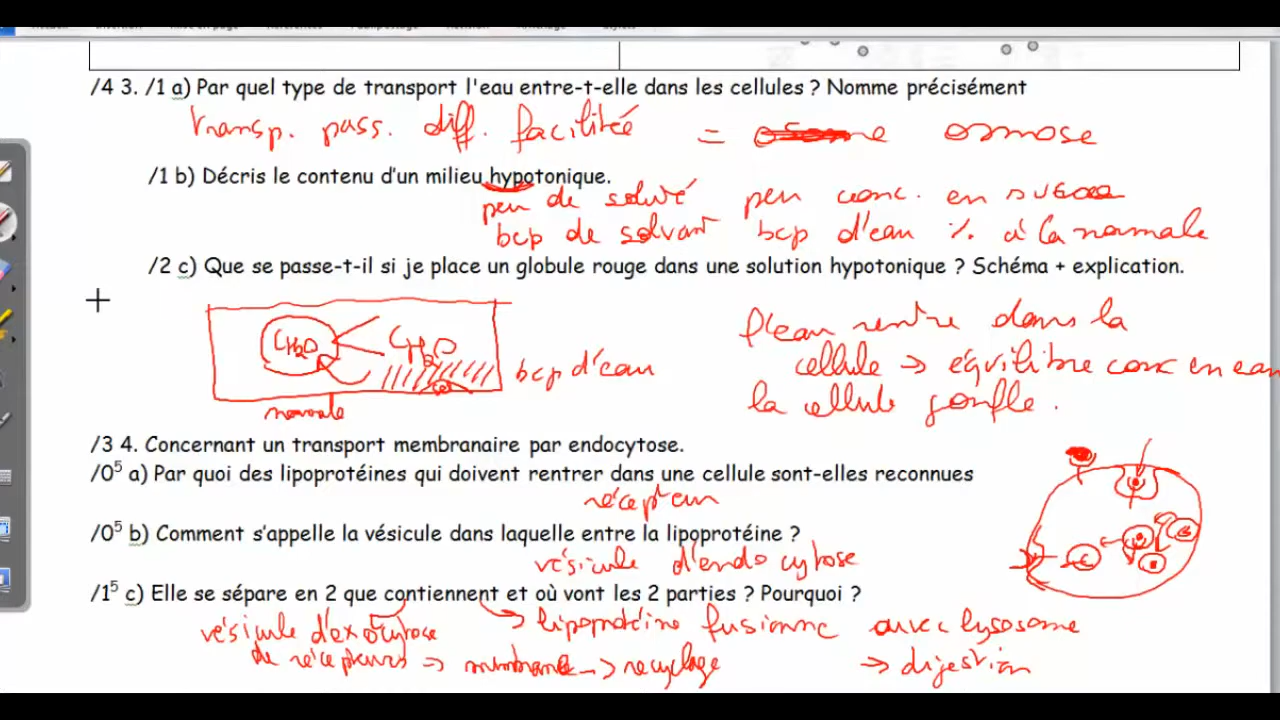 /4 3. /1 a) Par quel type de transport l'eau entre-t-elle dans les cellules ? Nomme précisément
transp. pass. diff. facilitée = osmose
/1 b) Décris le contenu d'un milieu hypotonique.
peu de soluté peu conc. en
bcp de solvant bcp d'eau % à la normale
/2 c) Que se passe-t-il si je place un globule rouge dans une solution hypotonique ? Schéma + explication.
CH2O CH2O
bcp d'eau
normale
l'eau rentre dans la
cellule → équilibre conc en eau
la cellule gonfle.
/3 4. Concernant un transport membranaire par endocytose.
/0⁵ a) Par quoi des lipoprotéines qui doivent rentrer dans une cellule sont-elles reconnues
récepteur
/0⁵ b) Comment s'appelle la vésicule dans laquelle entre la lipoprotéine ?
vésicule d'endocytose
/1⁵ c) Elle se sépare en 2 que contiennent et où vont les 2 parties ? Pourquoi ?
vésicule d'exocytose → lipoprotéine fusionne avec lysosome
de récepteurs → membrane → recyclage → digestion